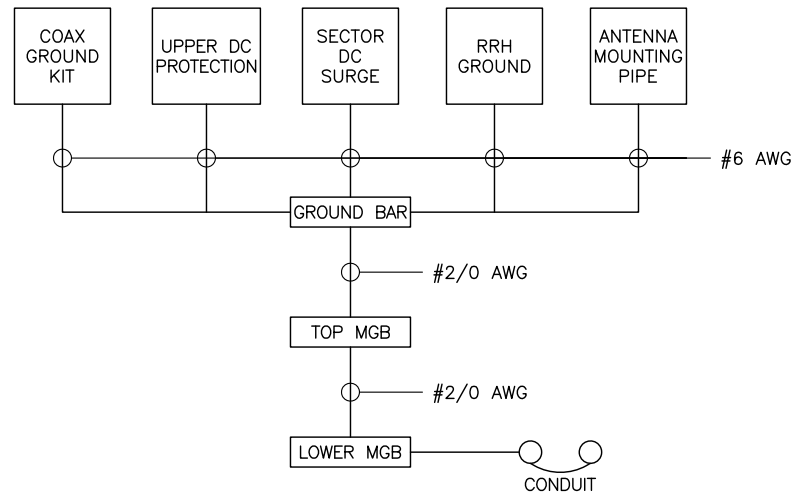 COAX
GROUND
KIT
UPPER DC
PROTECTION
SECTOR
DC
SURGE
RRH
GROUND
ANTENNA
MOUNTING
PIPE
#6 AWG
GROUND BAR
#2/0 AWG
TOP MGB
#2/0 AWG
LOWER MGB
CONDUIT